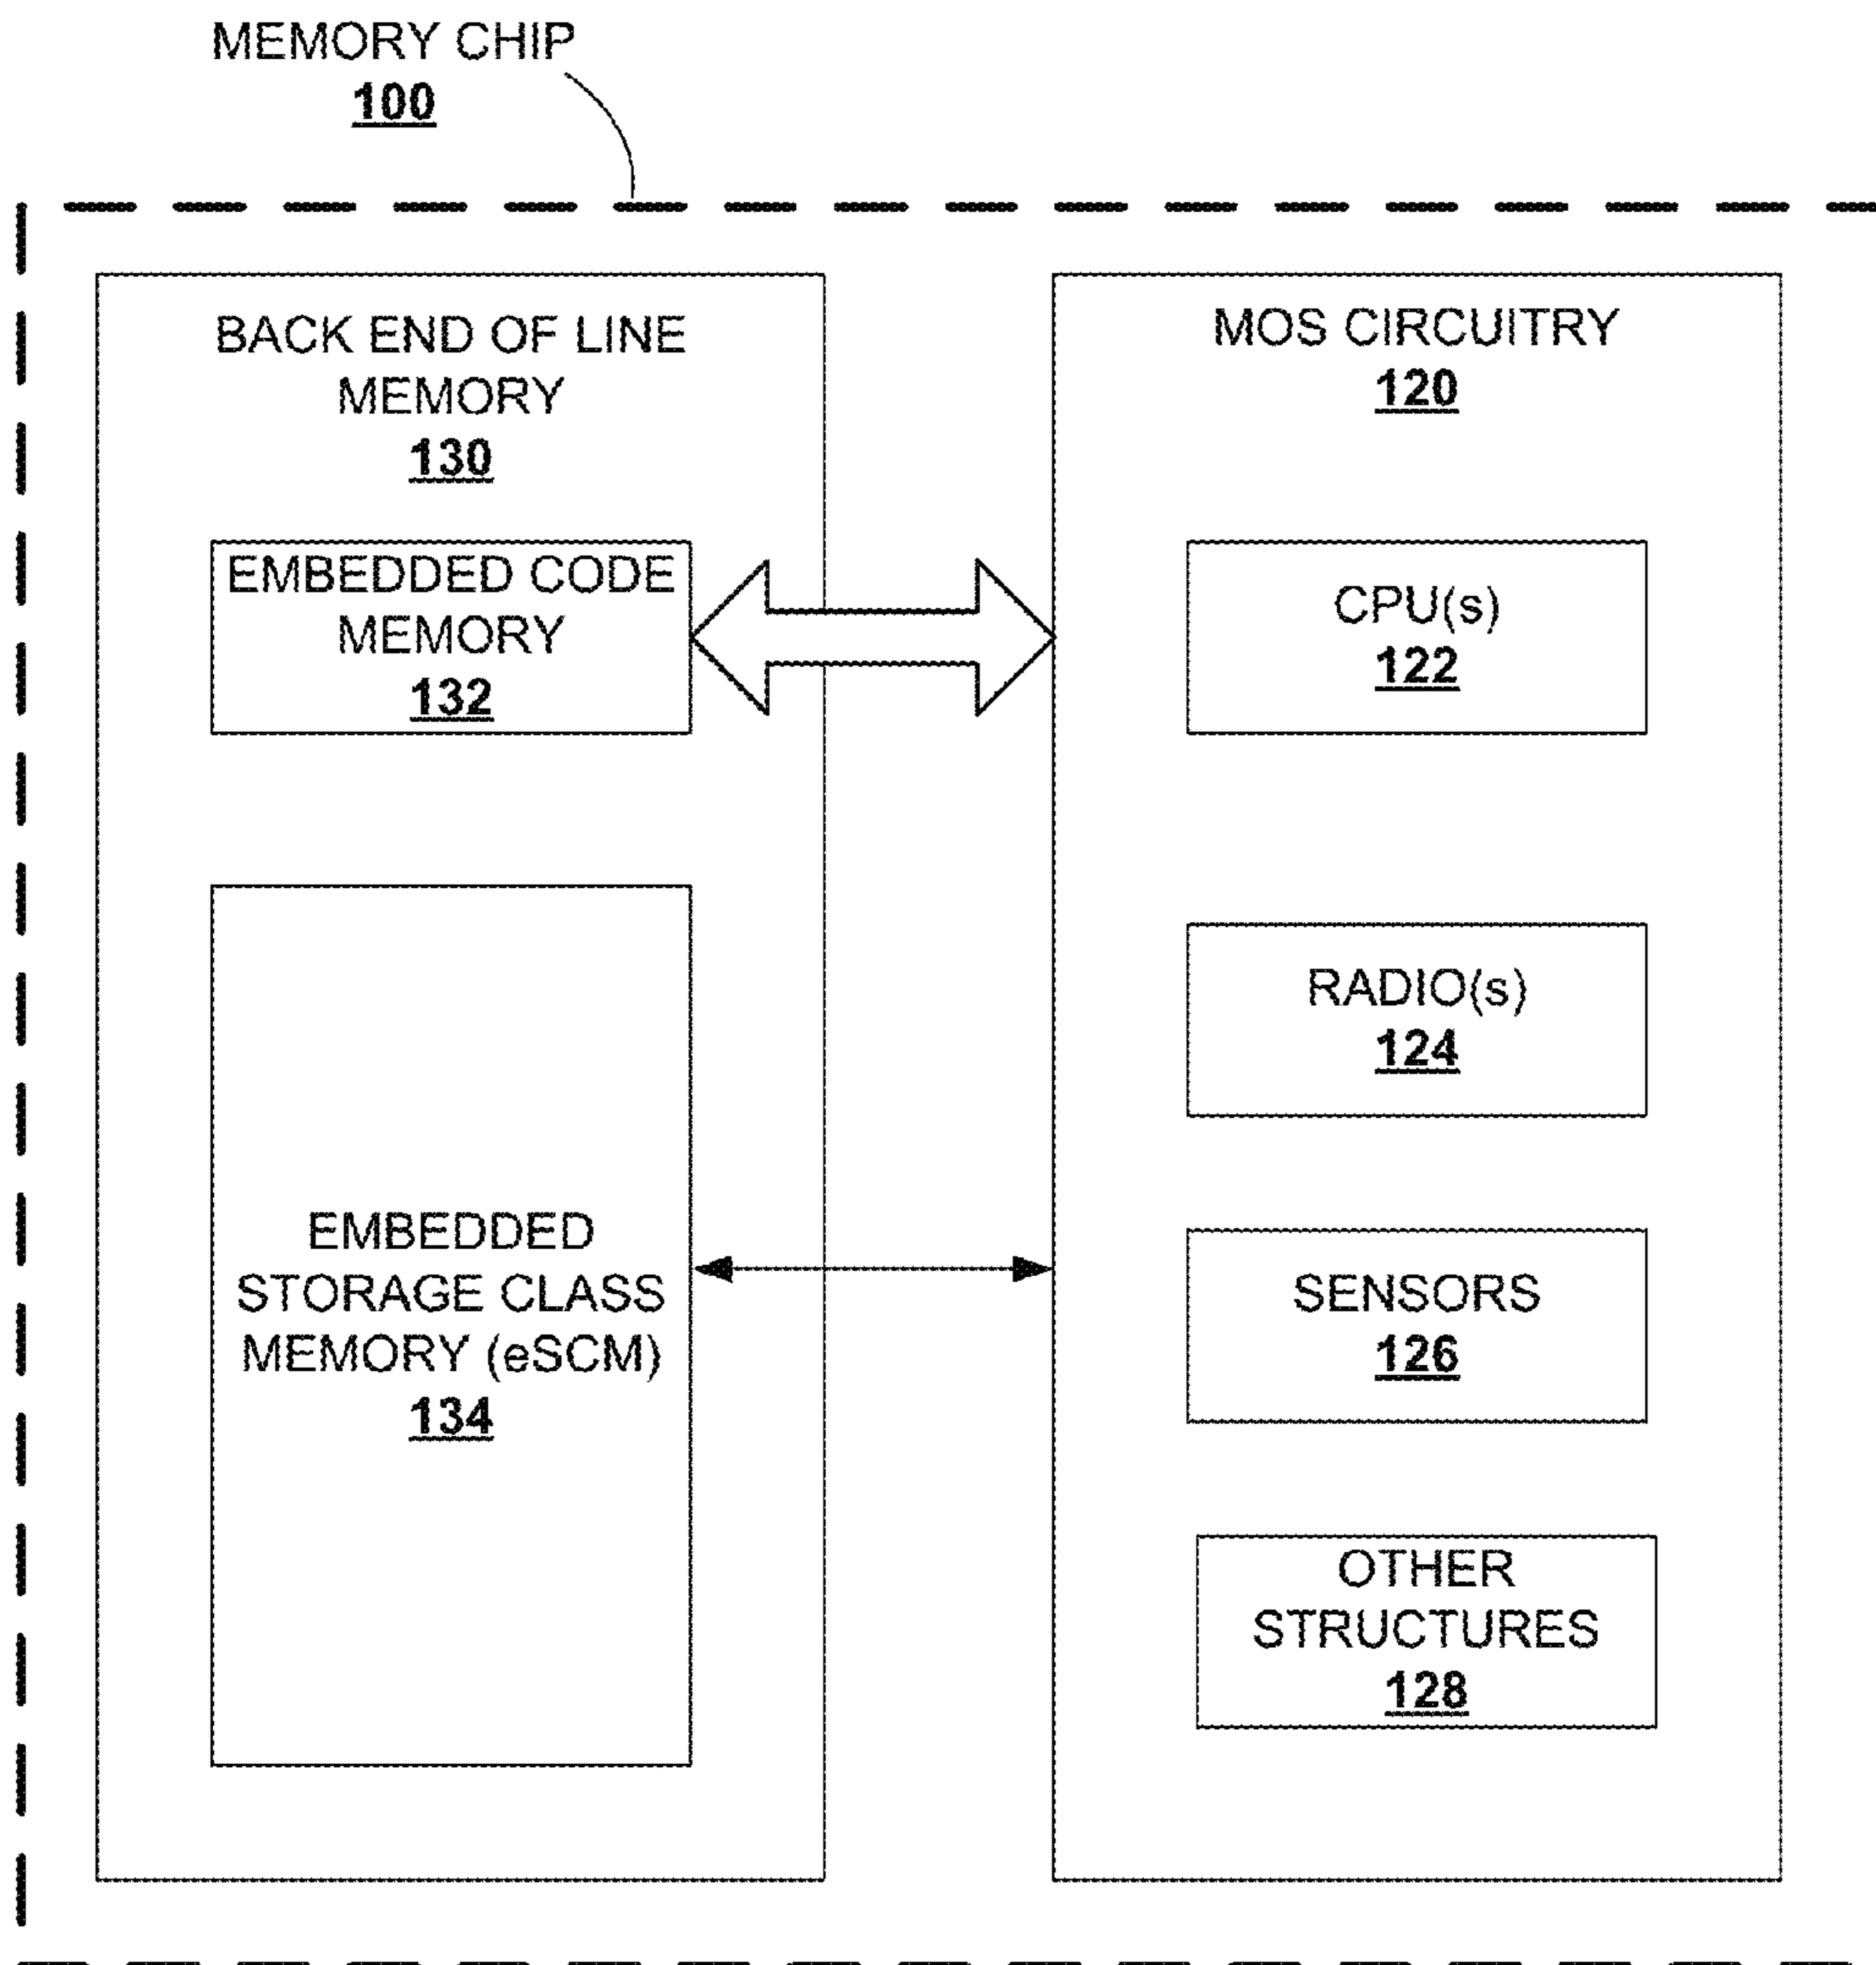 MEMORY CHIP
100
BACK END OF LINE
MEMORY
130
EMBEDDED CODE
MEMORY
132
EMBEDDED
STORAGE CLASS
MEMORY (eSCM)
134
MOS CIRCUITRY
120
CPU(s)
122
RADIO(s)
124
SENSORS
126
OTHER
STRUCTURES
128